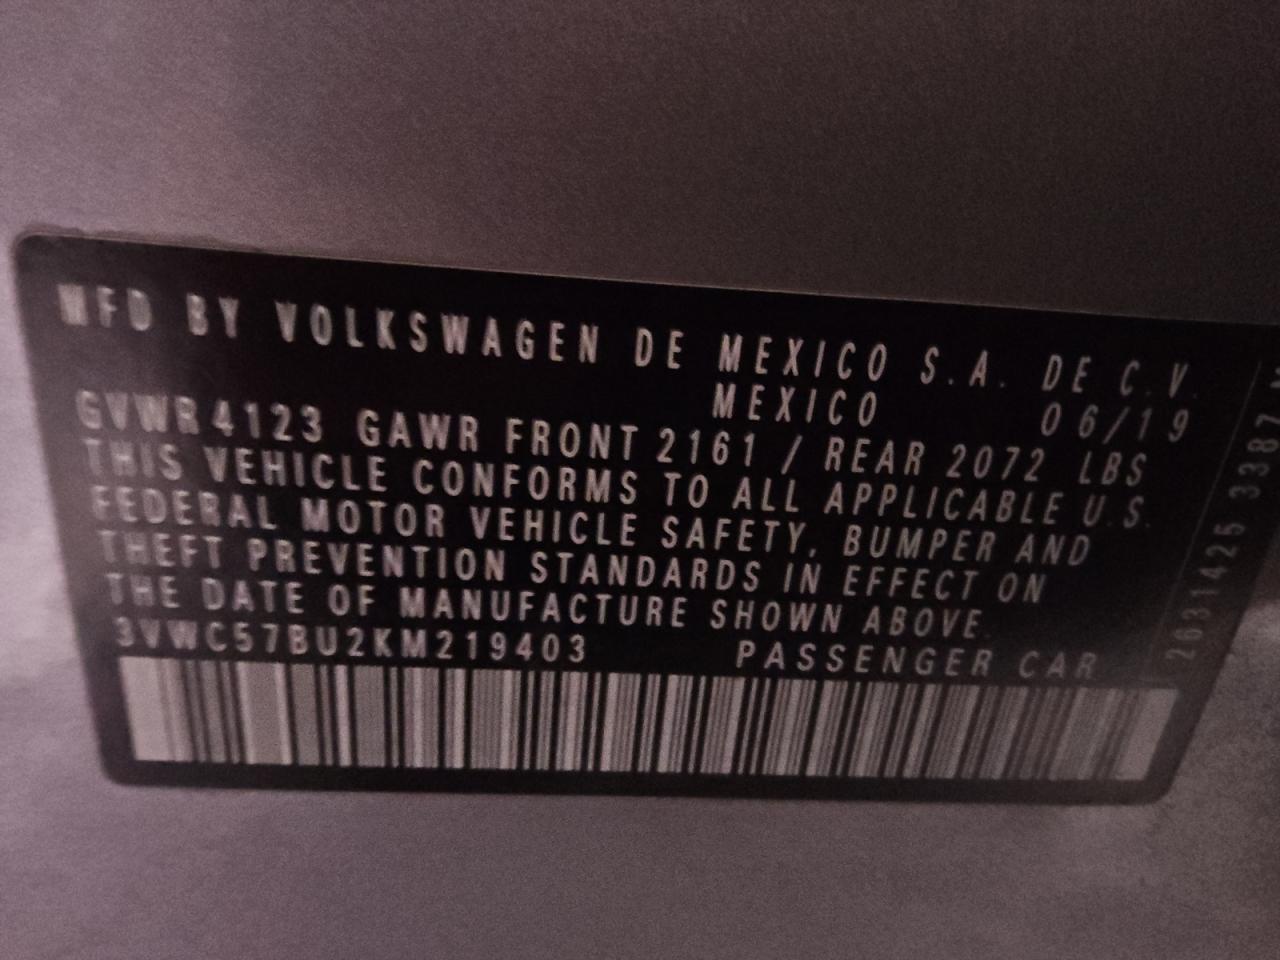 MFD BY VOLKSWAGEN DE MEXICO S.A. DE C.V.
MEXICO 06/19
GVWR 4123 GAWR FRONT 2161 / REAR 2072 LBS
THIS VEHICLE CONFORMS TO ALL APPLICABLE U.S.
FEDERAL MOTOR VEHICLE SAFETY, BUMPER AND
THEFT PREVENTION STANDARDS IN EFFECT ON
THE DATE OF MANUFACTURE SHOWN ABOVE.
3VWC57BU2KM219403 PASSENGER CAR
2631425 3387